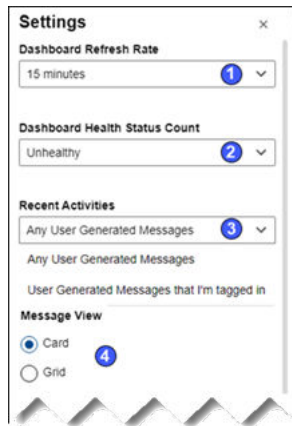 Settings ×
Dashboard Refresh Rate
15 minutes 1
Dashboard Health Status Count
Unhealthy 2
Recent Activities
Any User Generated Messages 3
Any User Generated Messages
User Generated Messages that I'm tagged in
Message View
Card
4
Grid